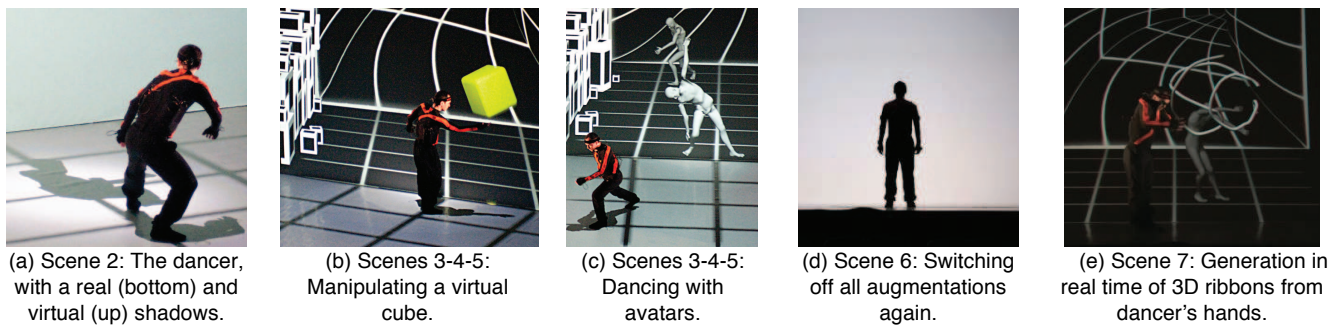 (a) Scene 2: The dancer,
with a real (bottom) and
virtual (up) shadows.
(b) Scenes 3-4-5:
Manipulating a virtual
cube.
(c) Scenes 3-4-5:
Dancing with
avatars.
(d) Scene 6: Switching
off all augmentations
again.
(e) Scene 7: Generation in
real time of 3D ribbons from
dancer's hands.